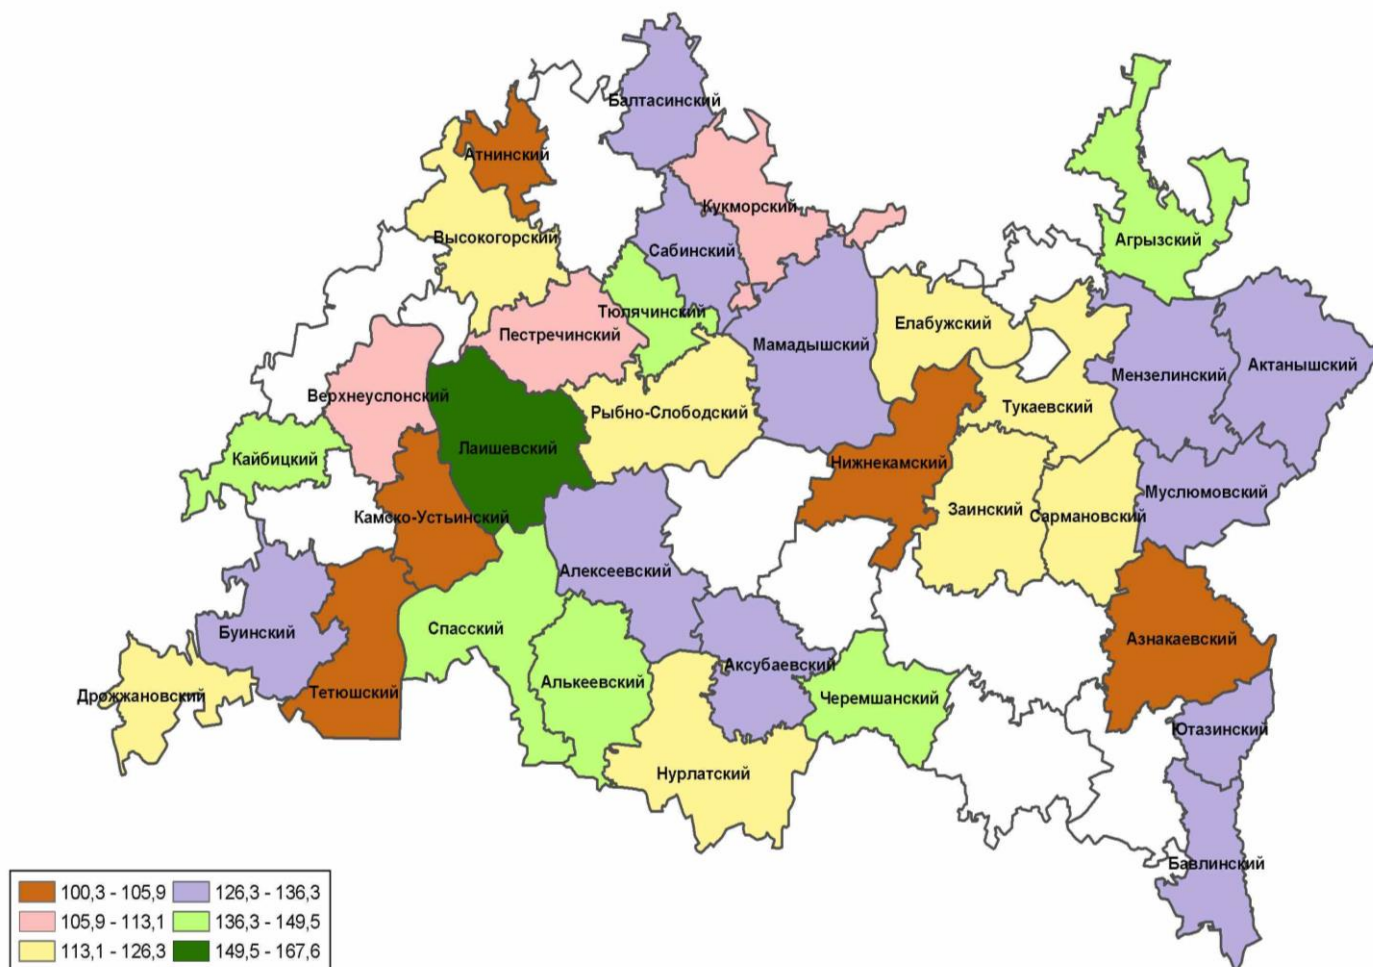 Балтасинский
Атнинский
Кукморский
Высокогорский
Сабинский
Агрызский
Тюлячинский
Пестречинский
Елабужский
Мамадышский
Актанышский
Мензелинский
Верхнеуслонский
Рыбно-Слободский
Тукаевский
Лаишевский
Кайбицкий
Нижнекамский
Муслюмовский
Заинский
Сармановский
Камско-Устьинский
Алексеевский
Спасский
Буинский
Азнакаевский
Аксубаевский
Алькеевский
Тетюшский
Дрожжановский
Черемшанский
Ютазинский
Нурлатский
Бавлинский
100,3 - 105,9 126,3 - 136,3
105,9 - 113,1 136,3 - 149,5
113,1 - 126,3 149,5 - 167,6